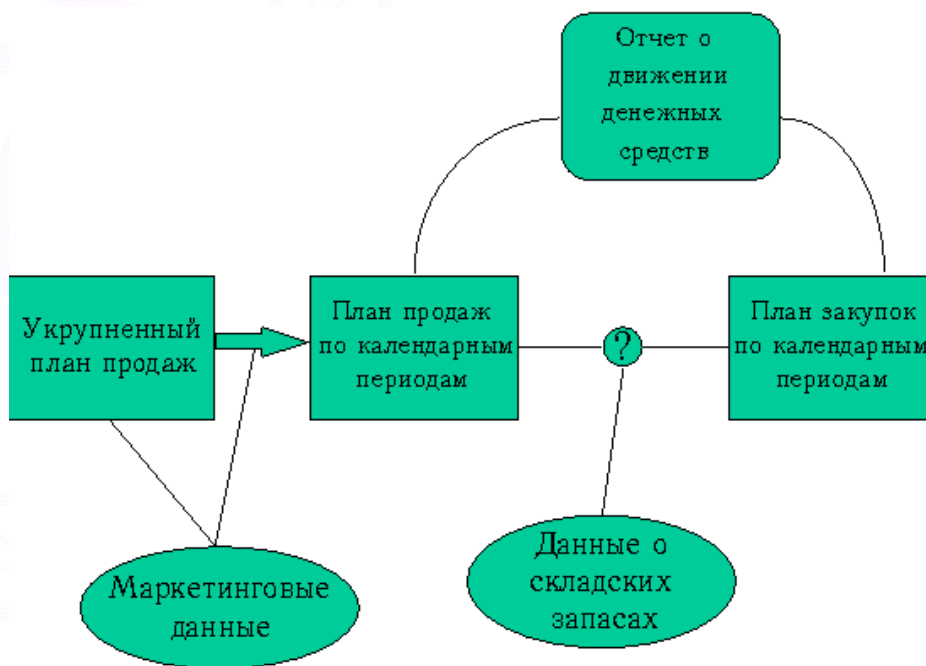 Отчет о
движении
денежных
средств
Укрупненный
план продаж
План продаж
по календарным
периодам
?
План закупок
по календарным
периодам
Маркетинговые
данные
Данные о
складских
запасах